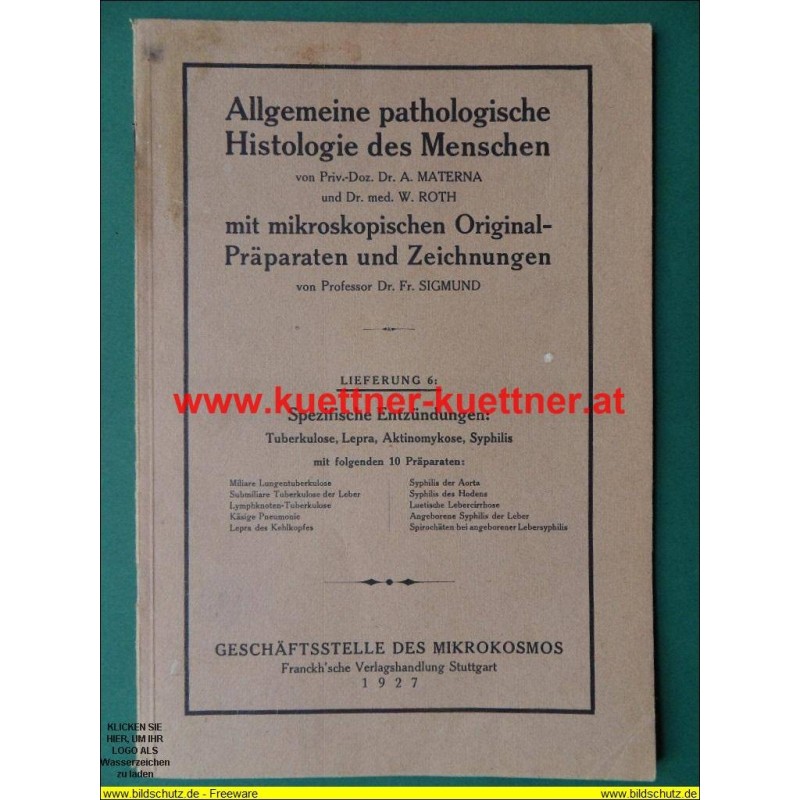 Allgemeine pathologische
Histologie des Menschen
von Priv.-Doz. Dr. A. MATERNA
und Dr. med. W. ROTH
mit mikroskopischen Original-
Präparaten und Zeichnungen
von Professor Dr. Fr. SIGMUND
LIEFERUNG 6:
www.kuettner-kuettner.at
Spezifische Entzündungen:
Tuberkulose, Lepra, Aktinomykose, Syphilis
mit folgenden 10 Präparaten:
Miliare Lungentuberkulose
Submiliare Tuberkulose der Leber
Lymphknoten-Tuberkulose
Käsige Pneumonie
Lepra des Kehlkopfes
Syphilis der Aorta
Syphilis des Hodens
Luetische Lebercirrhose
Angeborene Syphilis der Leber
Spirochäten bei angeborener Lebersyphilis
GESCHÄFTSSTELLE DES MIKROKOSMOS
Franckh'sche Verlagshandlung Stuttgart
1927
KLICKEN SIE
HIER, UM IHR
LOGO ALS
Wasserzeichen
zu laden
www.bildschutz.de - Freeware
www.bildschutz.de